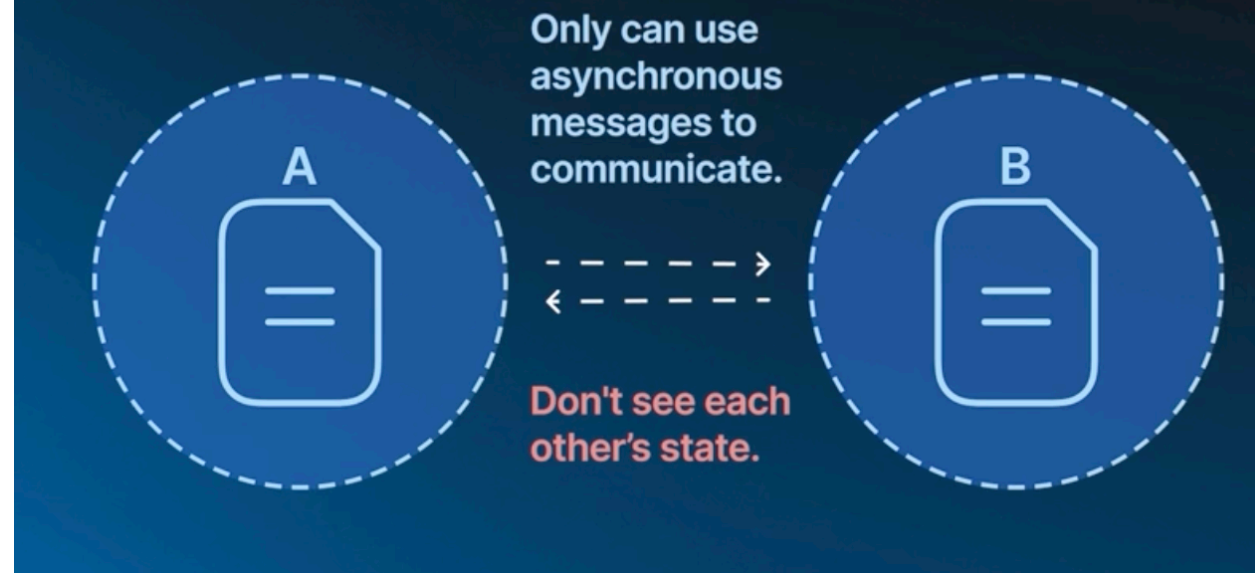 Only can use
asynchronous
messages to
communicate.
A
B
Don't see each
other's state.